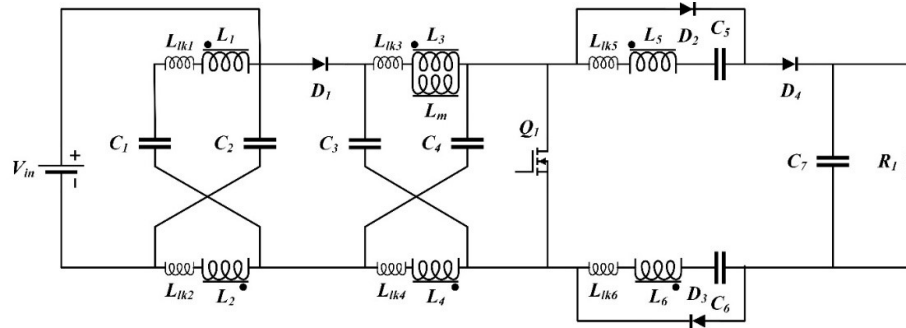 L_lk1
L_1
D_1
L_lk3
L_3
L_m
L_lk5
L_5
D_2
C_5
D_4
V_in
+
-
C_1
C_2
C_3
C_4
Q_1
C_7
R_1
L_lk2
L_2
L_lk4
L_4
L_lk6
L_6
D_3
C_6